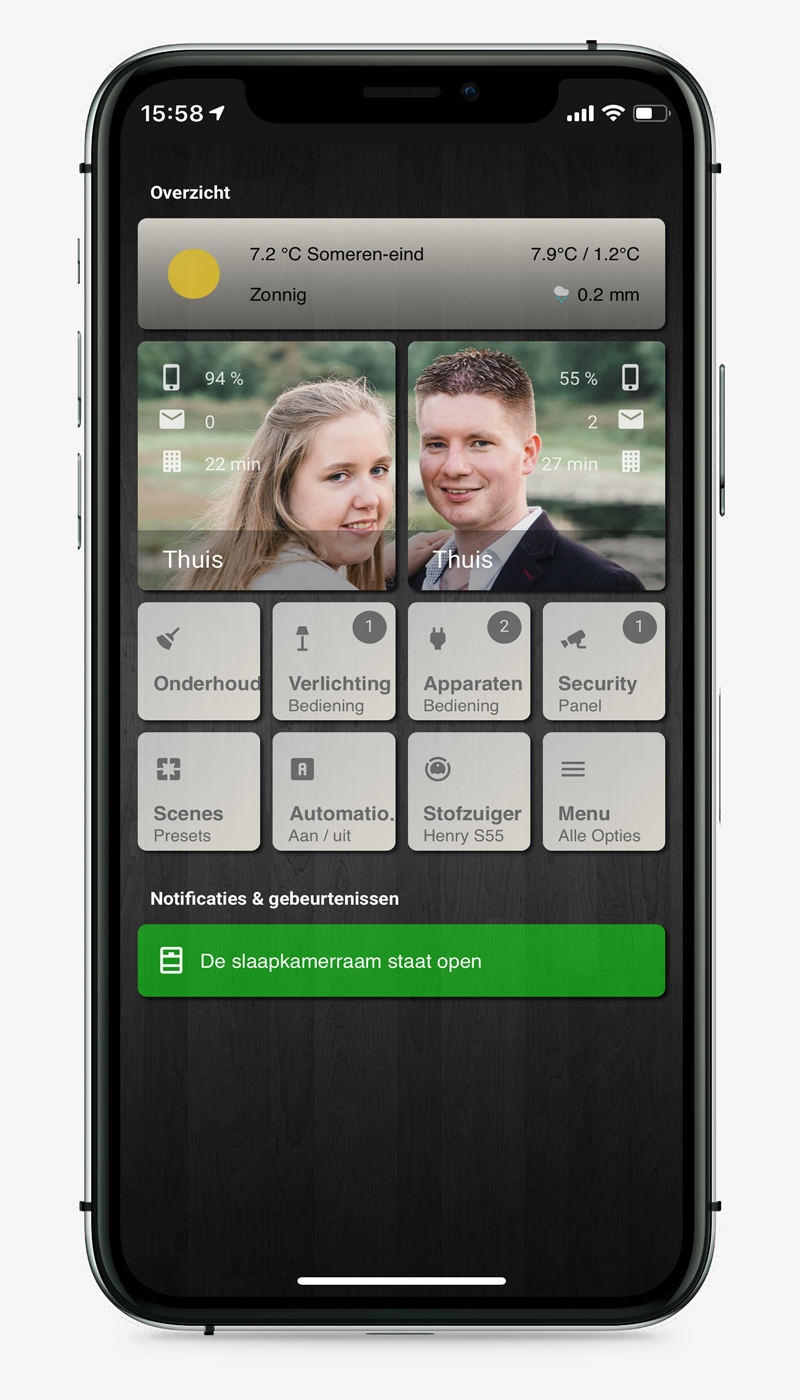 15:58
Overzicht
7.2 °C Someren-eind
7.9°C / 1.2°C
Zonnig
0.2 mm
94 %
0
22 min
Thuis
55 %
2
27 min
Thuis
Onderhoud
1
Verlichting
Bediening
2
Apparaten
Bediening
1
Security
Panel
Scenes
Presets
A
Automatio.
Aan / uit
Stofzuiger
Henry S55
Menu
Alle Opties
Notificaties & gebeurtenissen
De slaapkamerraam staat open